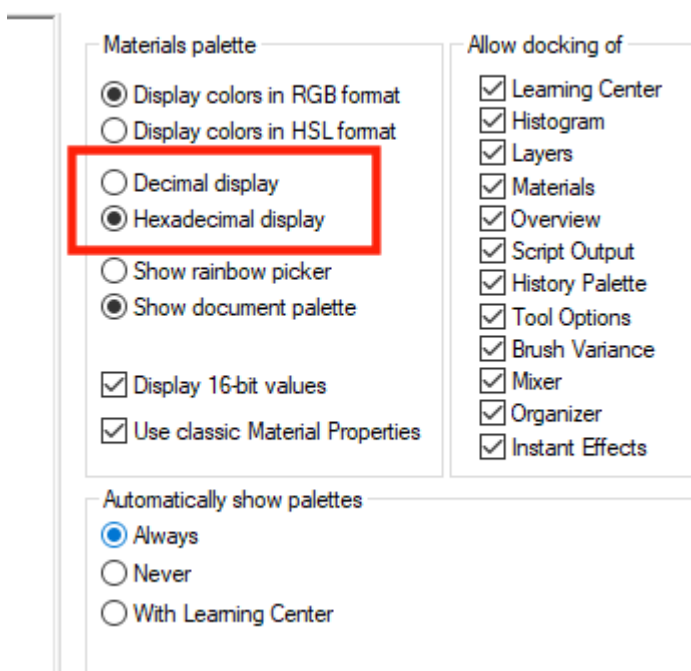 Materials palette
Display colors in RGB format
Display colors in HSL format
Decimal display
Hexadecimal display
Show rainbow picker
Show document palette
Display 16-bit values
Use classic Material Properties
Allow docking of
Learning Center
Histogram
Layers
Materials
Overview
Script Output
History Palette
Tool Options
Brush Variance
Mixer
Organizer
Instant Effects
Automatically show palettes
Always
Never
With Learning Center